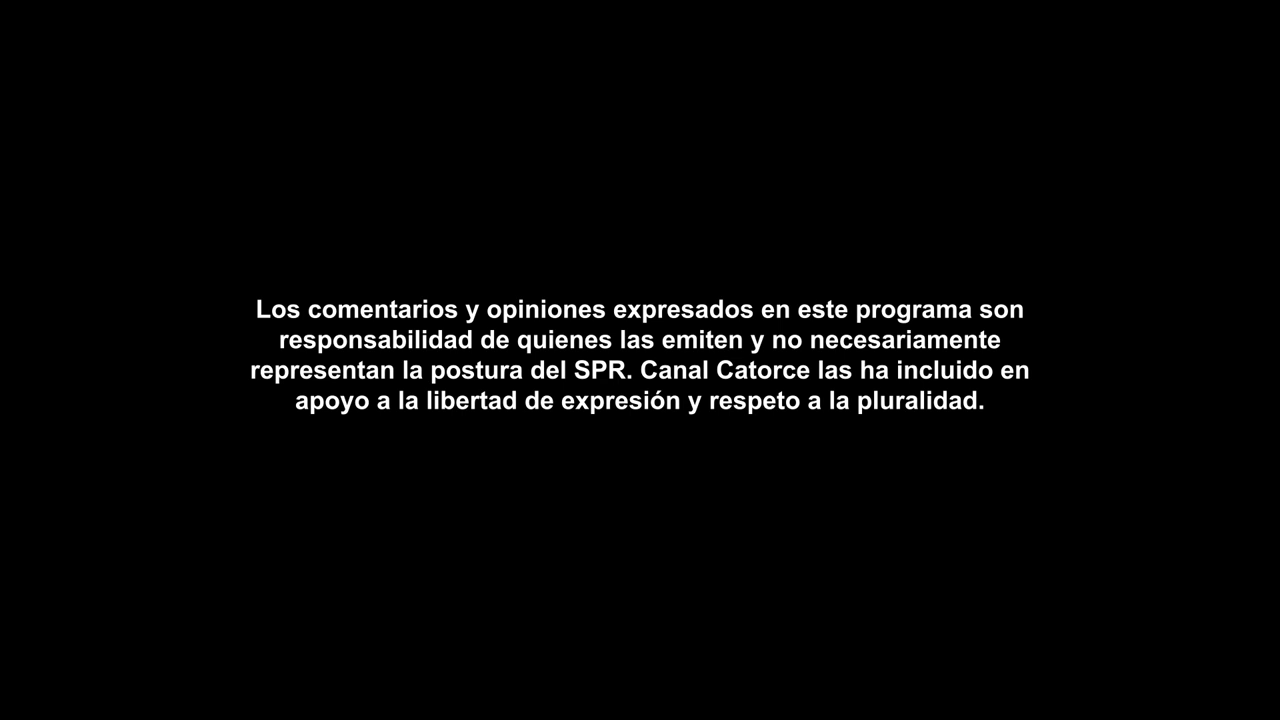 Los comentarios y opiniones expresados en este programa son
responsabilidad de quienes las emiten y no necesariamente
representan la postura del SPR. Canal Catorce las ha incluido en
apoyo a la libertad de expresión y respeto a la pluralidad.